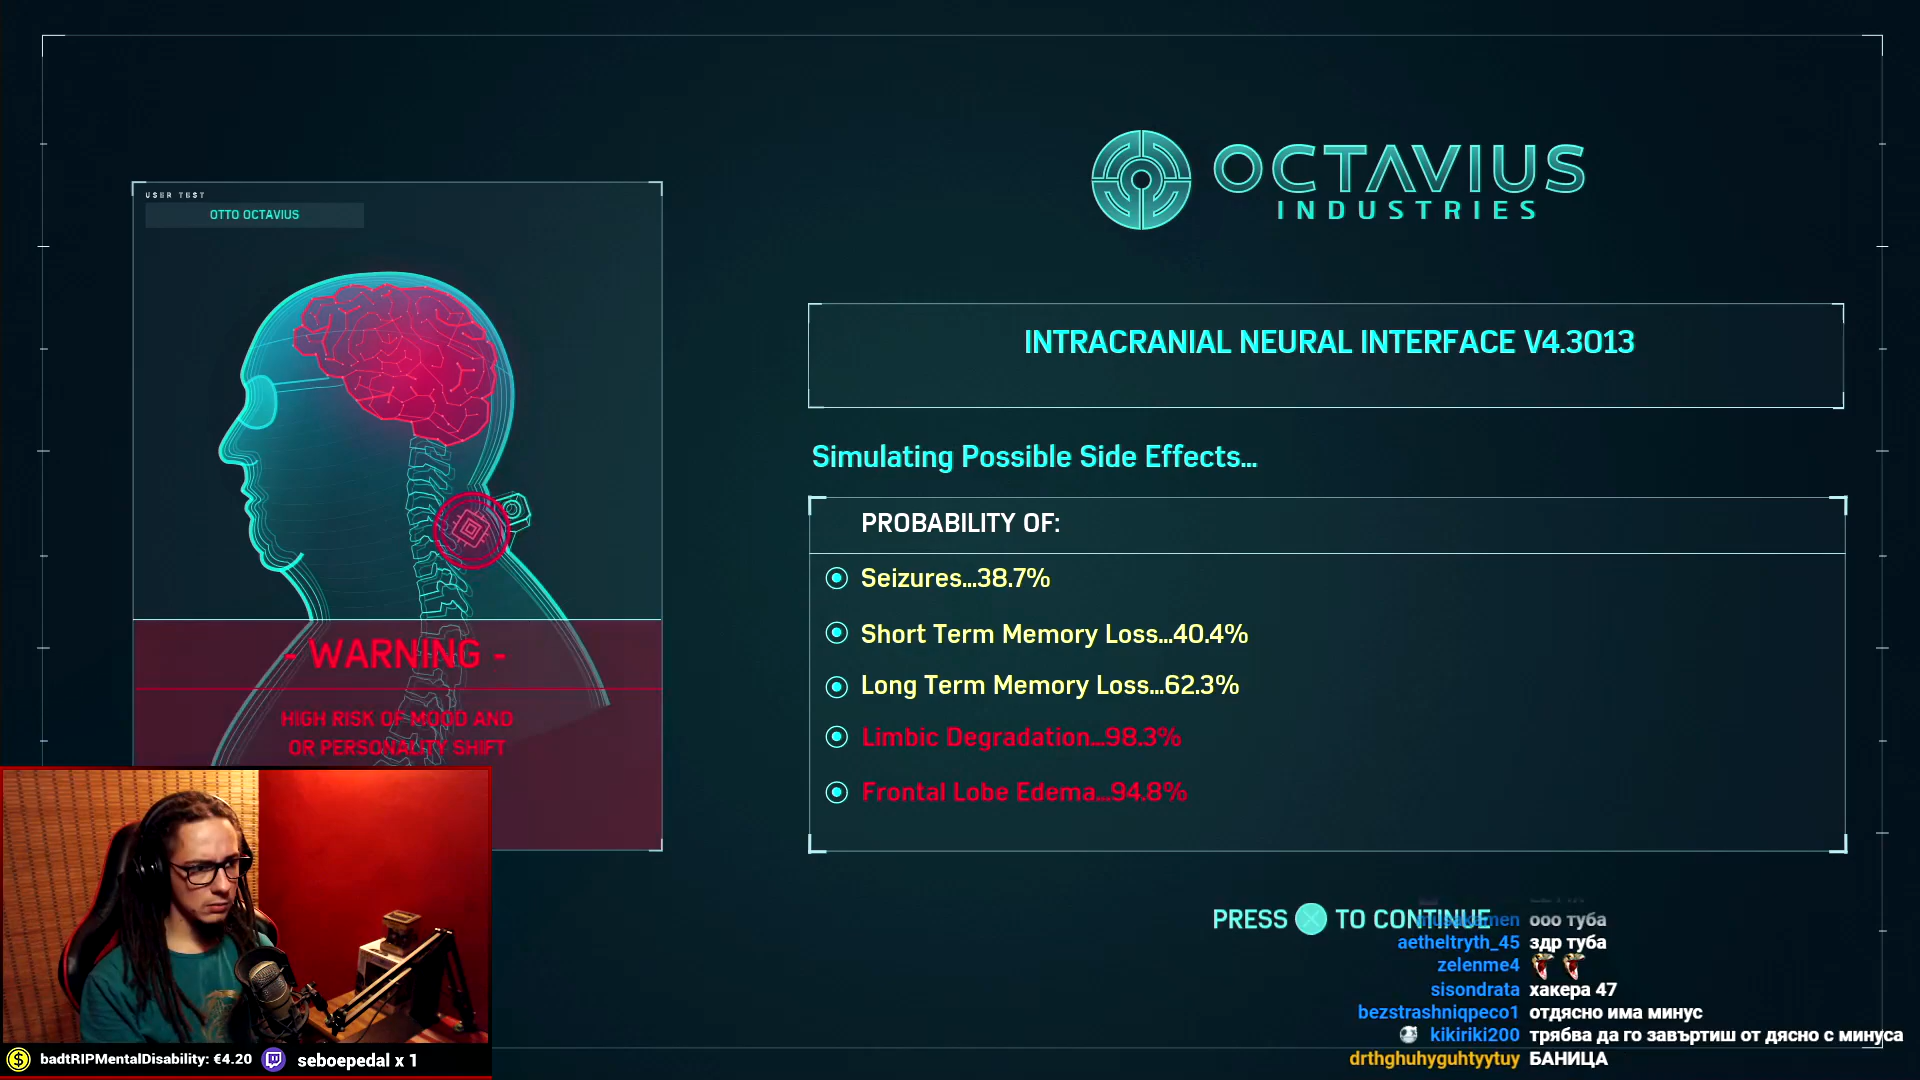 USER TEST
OTTO OCTAVIUS
OCTAVIUS
INDUSTRIES
INTRACRANIAL NEURAL INTERFACE V4.3013
Simulating Possible Side Effects...
PROBABILITY OF:
Seizures...38.7%
Short Term Memory Loss...40.4%
Long Term Memory Loss...62.3%
Limbic Degradation...98.3%
Frontal Lobe Edema...94.8%
- WARNING -
HIGH RISK OF MOOD AND
OR PERSONALITY SHIFT
PRESS TO CONTINUE
ооо туба
aetheltryth_45 здр туба
zelenme4
sisondrata хакера 47
bezstrashniqpeco1 отдясно има минус
kikiriki200 трябва да го завъртиш от дясно с минуса
drthghuhyguhtyytuy БАНИЦА
badtRIPMentalDisability: €4.20
seboepedal x 1